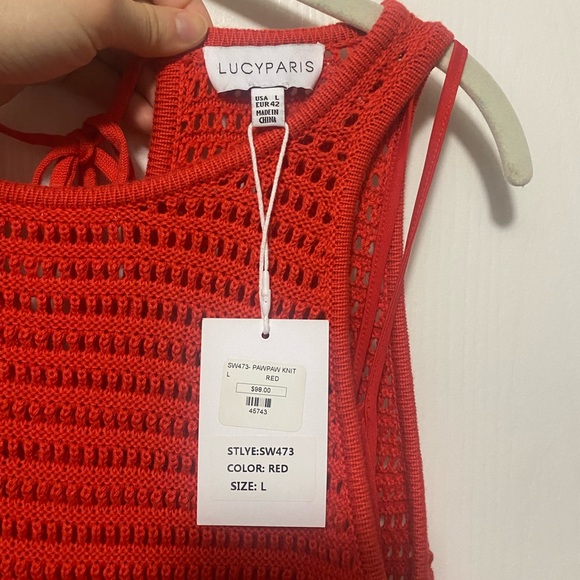 LUCYPARIS
USA L
EUR 42
MADE IN
CHINA
SW473- PAWPAW KNIT
L RED
$98.00
45743
STLYE:SW473
COLOR: RED
SIZE: L